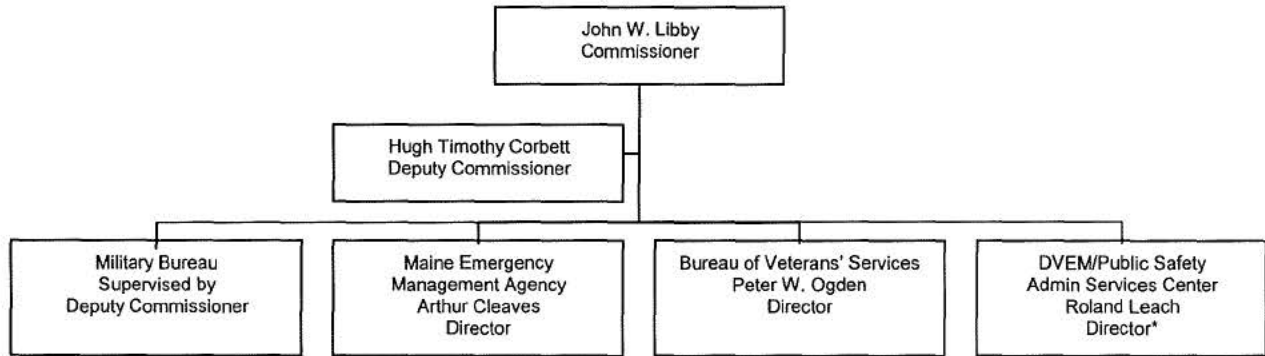 John W. Libby
Commissioner
Hugh Timothy Corbett
Deputy Commissioner
Military Bureau
Supervised by
Deputy Commissioner
Maine Emergency
Management Agency
Arthur Cleaves
Director
Bureau of Veterans' Services
Peter W. Ogden
Director
DVEM/Public Safety
Admin Services Center
Roland Leach
Director*